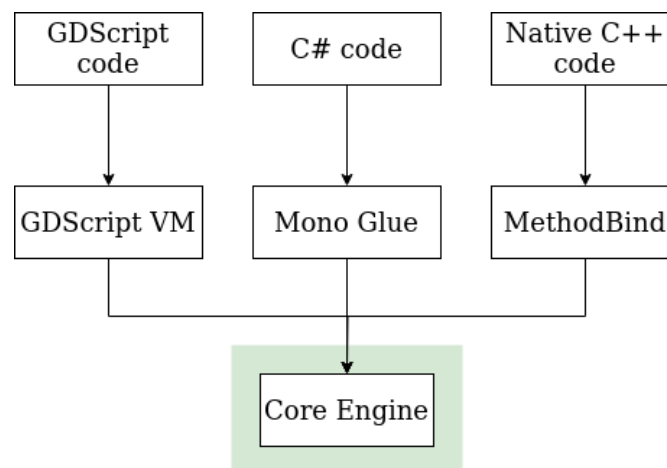 GDScript
code
C# code
Native C++
code
GDScript VM
Mono Glue
MethodBind
Core Engine